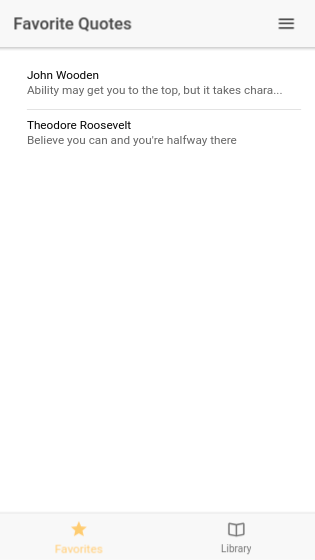 Favorite Quotes
John Wooden
Ability may get you to the top, but it takes chara...
Theodore Roosevelt
Believe you can and you're halfway there
Favorites
Library